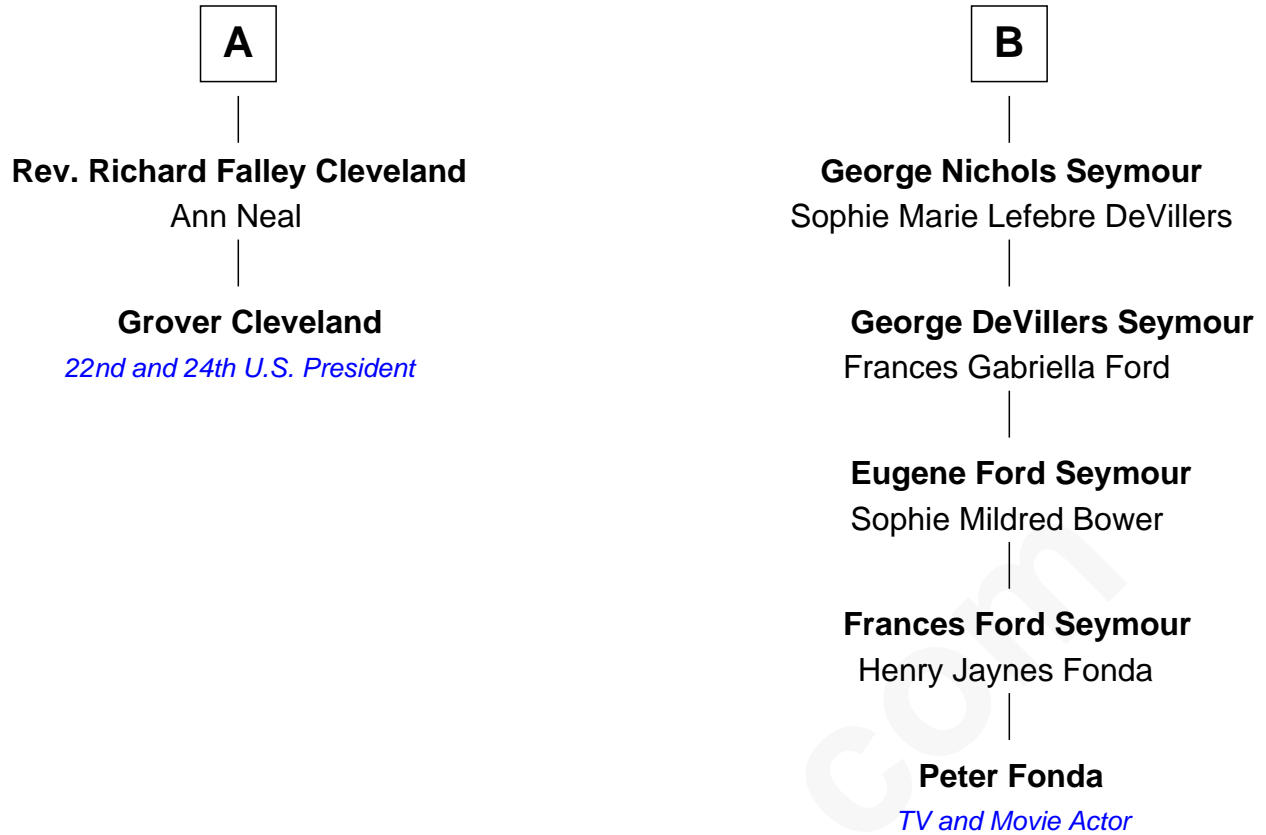 A
Rev. Richard Falley Cleveland
Ann Neal
Grover Cleveland
22nd and 24th U.S. President
B
George Nichols Seymour
Sophie Marie Lefebre DeVillers
George DeVillers Seymour
Frances Gabriella Ford
Eugene Ford Seymour
Sophie Mildred Bower
Frances Ford Seymour
Henry Jaynes Fonda
Peter Fonda
TV and Movie Actor
com